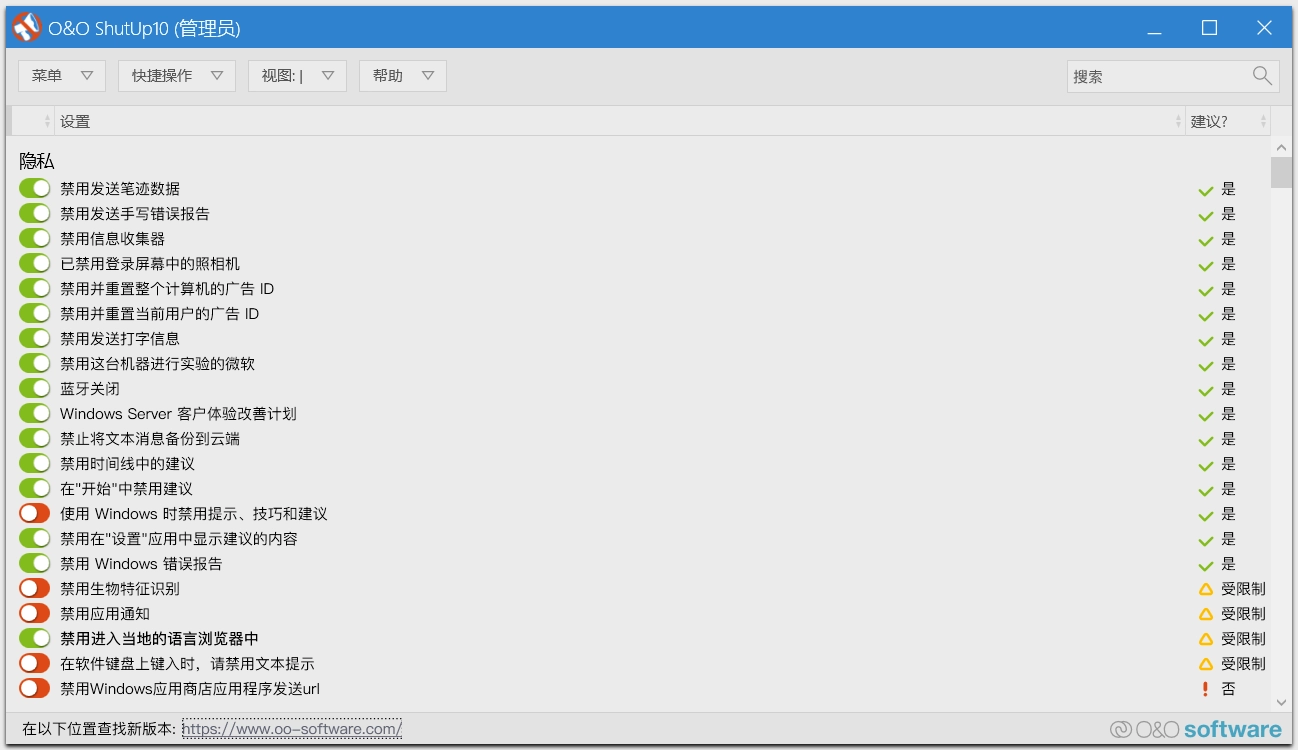 O&O ShutUp10 (管理员)
菜单 快捷操作 视图: | 帮助 搜索
设置 建议?
隐私
禁用发送笔迹数据 是
禁用发送手写错误报告 是
禁用信息收集器 是
已禁用登录屏幕中的照相机 是
禁用并重置整个计算机的广告 ID 是
禁用并重置当前用户的广告 ID 是
禁用发送打字信息 是
禁用这台机器进行实验的微软 是
蓝牙关闭 是
Windows Server 客户体验改善计划 是
禁止将文本消息备份到云端 是
禁用时间线中的建议 是
在"开始"中禁用建议 是
使用 Windows 时禁用提示、技巧和建议 是
禁用在"设置"应用中显示建议的内容 是
禁用 Windows 错误报告 是
禁用生物特征识别 受限制
禁用应用通知 受限制
禁用进入当地的语言浏览器中 受限制
在软件键盘上键入时，请禁用文本提示 受限制
禁用Windows应用商店应用程序发送url 否
在以下位置查找新版本: https://www.oo-software.com/ O&O software